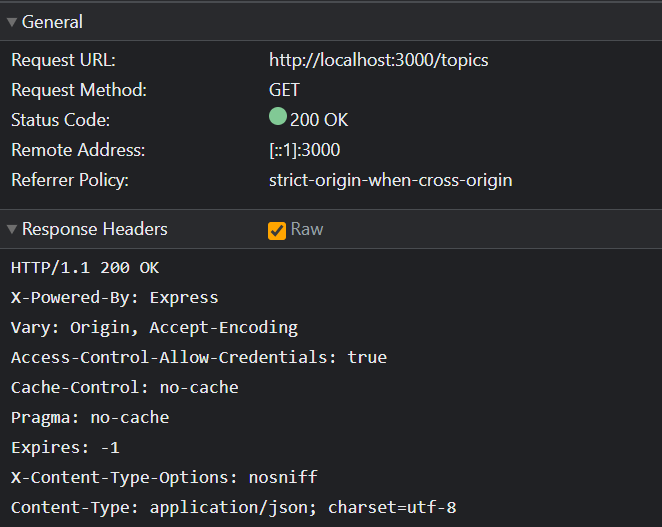 General
Request URL: http://localhost:3000/topics
Request Method: GET
Status Code: 200 OK
Remote Address: [::1]:3000
Referrer Policy: strict-origin-when-cross-origin
Response Headers Raw
HTTP/1.1 200 OK
X-Powered-By: Express
Vary: Origin, Accept-Encoding
Access-Control-Allow-Credentials: true
Cache-Control: no-cache
Pragma: no-cache
Expires: -1
X-Content-Type-Options: nosniff
Content-Type: application/json; charset=utf-8